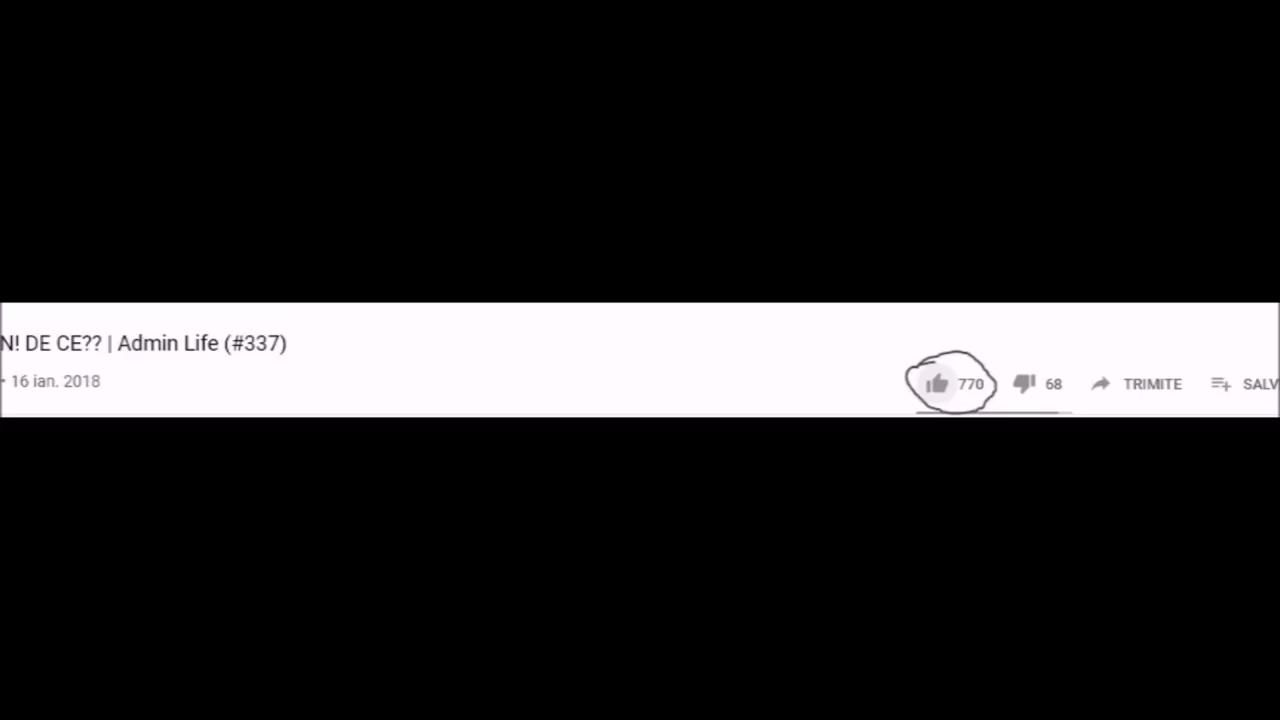 N! DE CE?? | Admin Life (#337)
• 16 ian. 2018
770 68 TRIMITE SALV